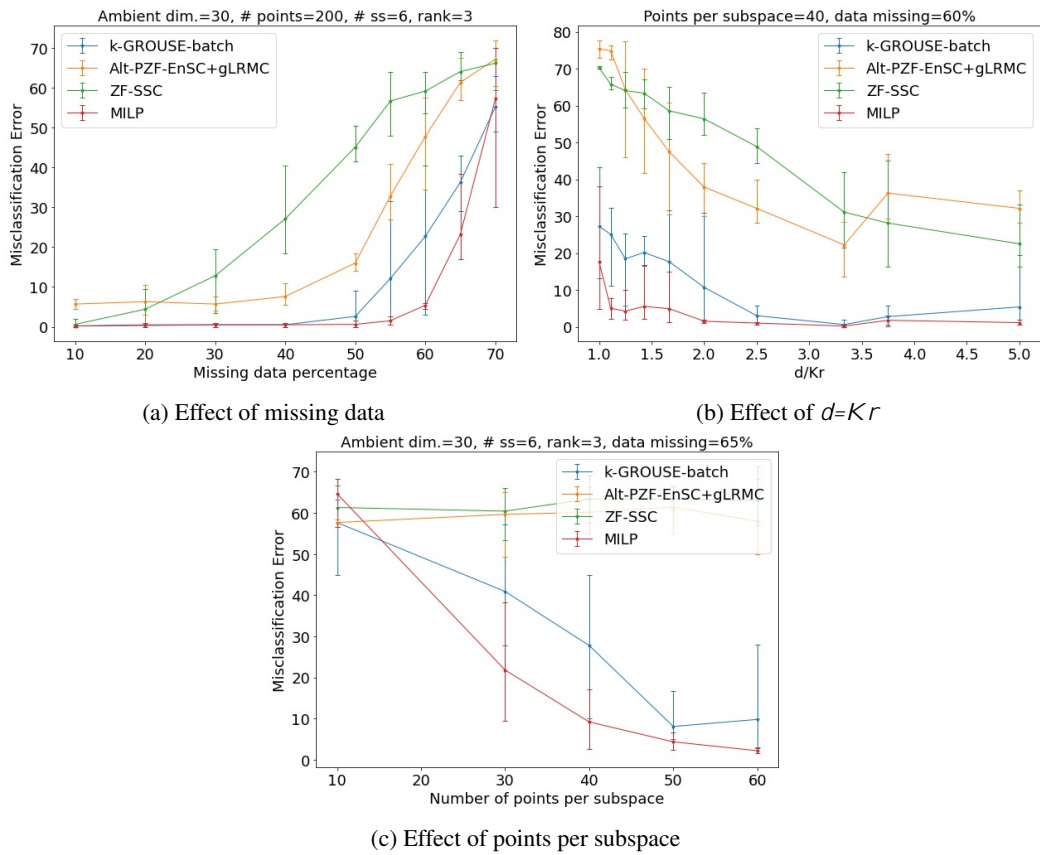 Ambient dim.=30, # points=200, # ss=6, rank=3
Misclassification Error
70
60
50
40
30
20
10
0
k-GROUSE-batch
Alt-PZF-EnSC+gLRMC
ZF-SSC
MILP
10 20 30 40 50 60 70
Missing data percentage
(a) Effect of missing data
Points per subspace=40, data missing=60%
Misclassification Error
80
70
60
50
40
30
20
10
0
k-GROUSE-batch
Alt-PZF-EnSC+gLRMC
ZF-SSC
MILP
1.0 1.5 2.0 2.5 3.0 3.5 4.0 4.5 5.0
d/Kr
(b) Effect of d=Kr
Ambient dim.=30, # ss=6, rank=3, data missing=65%
Misclassification Error
70
60
50
40
30
20
10
0
k-GROUSE-batch
Alt-PZF-EnSC+gLRMC
ZF-SSC
MILP
10 20 30 40 50 60
Number of points per subspace
(c) Effect of points per subspace